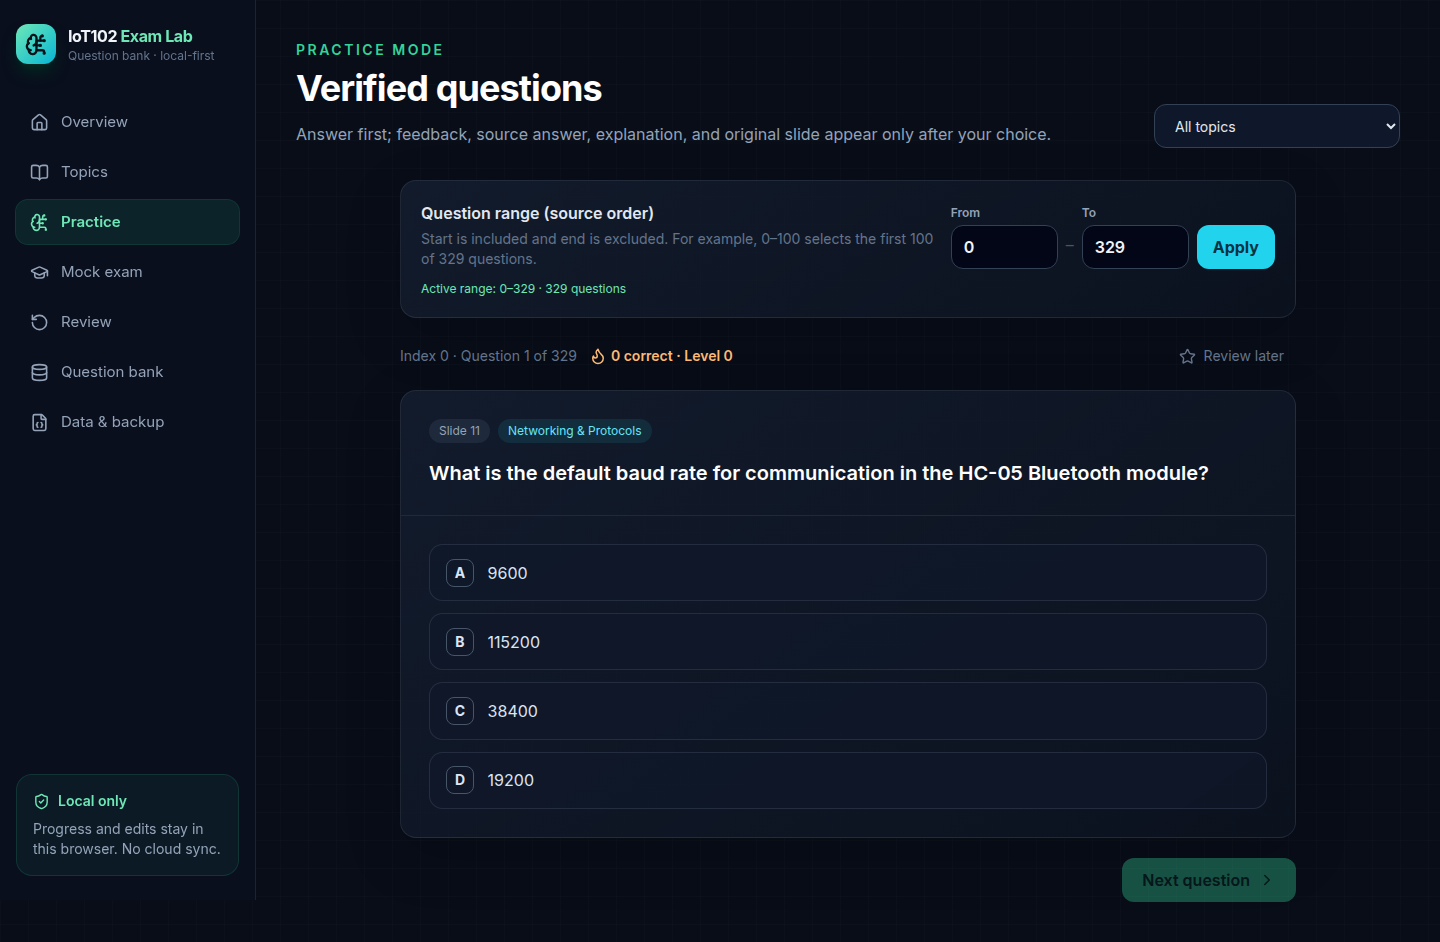 IoT102 Exam Lab
Question bank · local-first
Overview
Topics
Practice
Mock exam
Review
Question bank
Data & backup
Local only
Progress and edits stay in
this browser. No cloud sync.
PRACTICE MODE
Verified questions
Answer first; feedback, source answer, explanation, and original slide appear only after your choice.
All topics
Question range (source order)
Start is included and end is excluded. For example, 0–100 selects the first 100
of 329 questions.
Active range: 0–329 · 329 questions
From
To
0
–
329
Apply
Index 0 · Question 1 of 329
0 correct · Level 0
Review later
Slide 11
Networking & Protocols
What is the default baud rate for communication in the HC-05 Bluetooth module?
A 9600
B 115200
C 38400
D 19200
Next question